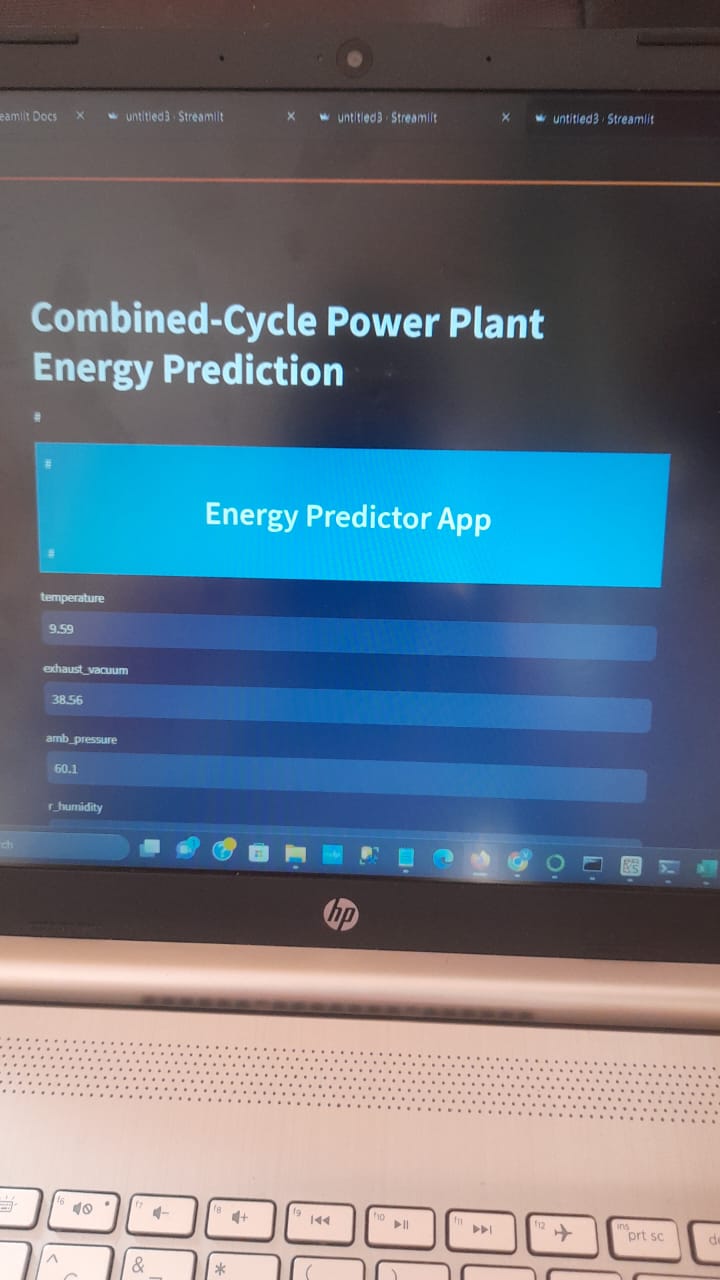 eamlit Docs
untitled3 · Streamlit
untitled3 · Streamlit
untitled3 · Streamlit
Combined-Cycle Power Plant
Energy Prediction
#
#
Energy Predictor App
#
temperature
9.59
exhaust_vacuum
38.56
amb_pressure
60.1
r_humidity
rch
hp
f6
f7
f8
f9
f10
f11
f12
ins
prt sc
de
^
&
*
(
)